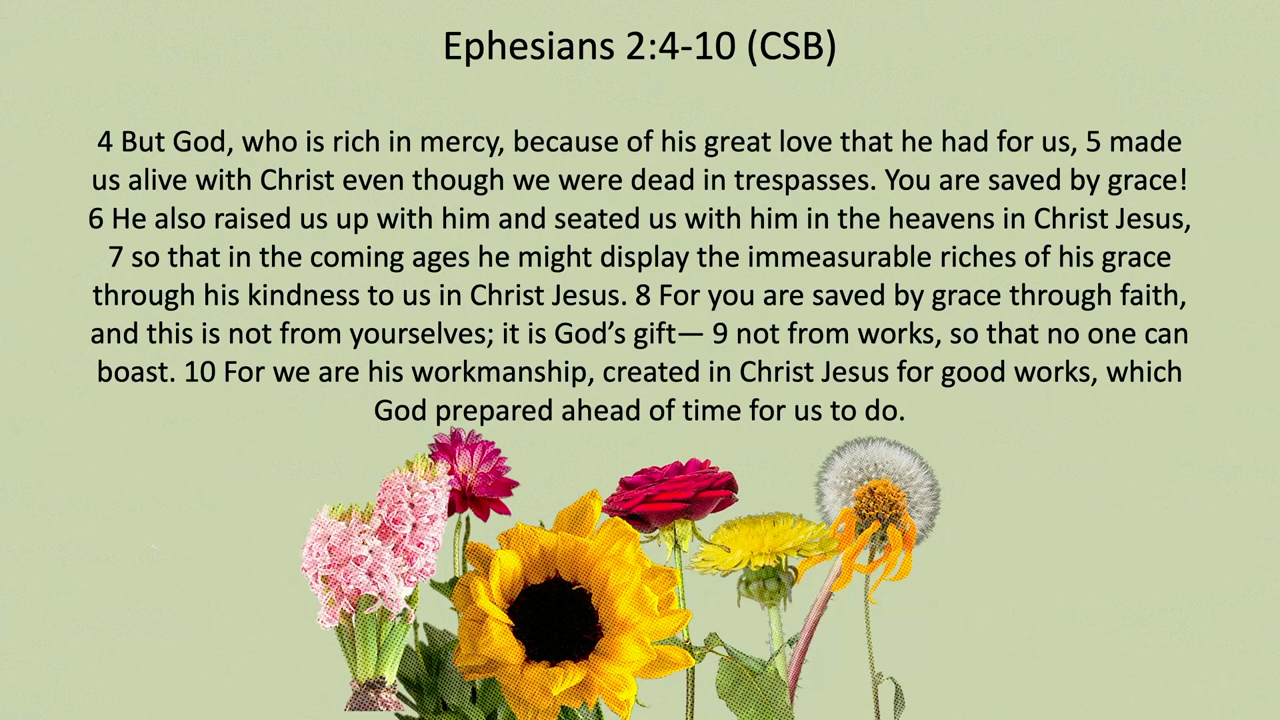 Ephesians 2:4-10 (CSB)
4 But God, who is rich in mercy, because of his great love that he had for us, 5 made
us alive with Christ even though we were dead in trespasses. You are saved by grace!
6 He also raised us up with him and seated us with him in the heavens in Christ Jesus,
7 so that in the coming ages he might display the immeasurable riches of his grace
through his kindness to us in Christ Jesus. 8 For you are saved by grace through faith,
and this is not from yourselves; it is God’s gift— 9 not from works, so that no one can
boast. 10 For we are his workmanship, created in Christ Jesus for good works, which
God prepared ahead of time for us to do.